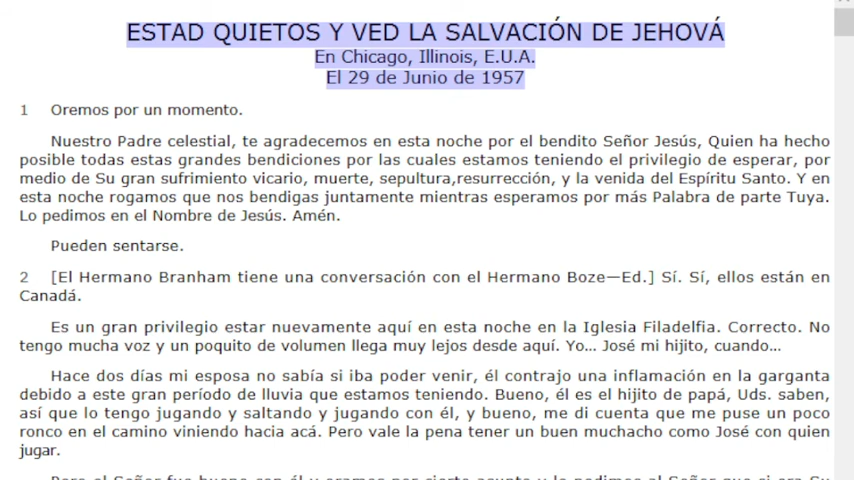 ESTAD QUIETOS Y VED LA SALVACIÓN DE JEHOVÁ
En Chicago, Illinois, E.U.A.
El 29 de Junio de 1957
1 Oremos por un momento.
Nuestro Padre celestial, te agradecemos en esta noche por el bendito Señor Jesús, Quien ha hecho
posible todas estas grandes bendiciones por las cuales estamos teniendo el privilegio de esperar, por
medio de Su gran sufrimiento vicario, muerte, sepultura,resurrección, y la venida del Espíritu Santo. Y en
esta noche rogamos que nos bendigas juntamente mientras esperamos por más Palabra de parte Tuya.
Lo pedimos en el Nombre de Jesús. Amén.
Pueden sentarse.
2 [El Hermano Branham tiene una conversación con el Hermano Boze—Ed.] Sí. Sí, ellos están en
Canadá.
Es un gran privilegio estar nuevamente aquí en esta noche en la Iglesia Filadelfia. Correcto. No
tengo mucha voz y un poquito de volumen llega muy lejos desde aquí. Yo... José mi hijito, cuando...
Hace dos días mi esposa no sabía si iba poder venir, él contrajo una inflamación en la garganta
debido a este gran período de lluvia que estamos teniendo. Bueno, él es el hijito de papá, Uds. saben,
así que lo tengo jugando y saltando y jugando con él, y bueno, me di cuenta que me puse un poco
ronco en el camino viniendo hacia acá. Pero vale la pena tener un buen muchacho como José con quien
jugar.